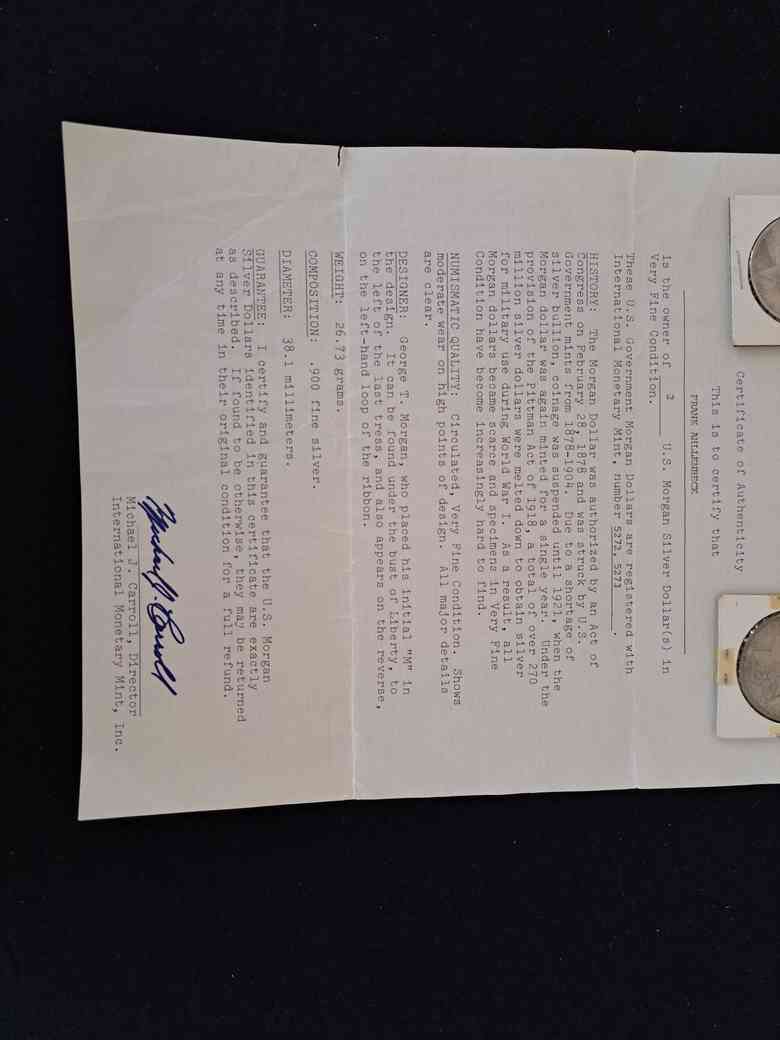 Certificate of Authenticity
This is to certify that
FRANK MILLENBECK
is the owner of 2 U.S. Morgan Silver Dollar(s) in
Very Fine Condition.
These U.S. Government Morgan Dollars are registered with
International Monetary Mint, number 5272, 5273.
HISTORY: The Morgan Dollar was authorized by an Act of
Congress on February 28, 1878 and was struck by U.S.
Government mints from 1878-1904. Due to a shortage of
silver bullion, coinage was suspended until 1921, when the
Morgan dollar was again minted for a single year. Under the
provision of the Pittman Act of 1918, a total of over 270
million silver dollars were melted down to obtain silver
for military use during World War I. As a result, all
Morgan dollars became scarce and specimens in Very Fine
Condition have become increasingly hard to find.
NUMISMATIC QUALITY: Circulated, Very Fine Condition. Shows
moderate wear on high points of design. All major details
are clear.
DESIGNER: George T. Morgan, who placed his initial "M" in
the design. It can be found under the bust of Liberty, to
the left of the last tress, and also appears on the reverse,
on the left-hand loop of the ribbon.
WEIGHT: 26.73 grams.
COMPOSITION: .900 fine silver.
DIAMETER: 38.1 millimeters.
GUARANTEE: I certify and guarantee that the U.S. Morgan
Silver Dollars identified in this certificate are exactly
as described. If found to be otherwise, they may be returned
at any time in their original condition for a full refund.
Michael J. Carroll
Michael J. Carroll, Director
International Monetary Mint, Inc.